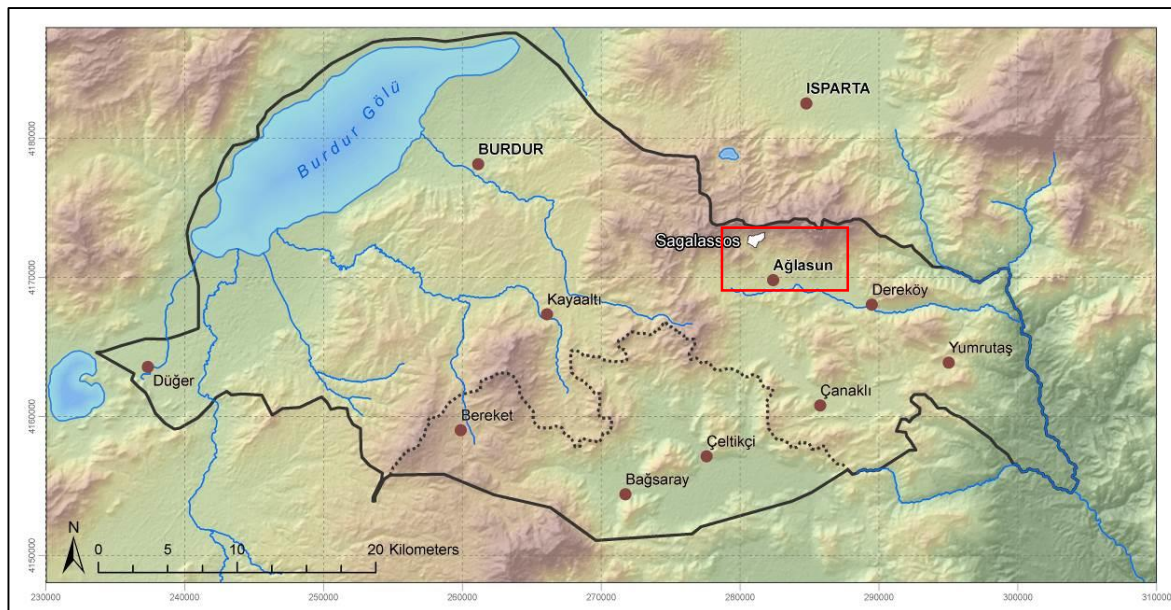 ISPARTA
4180000
BURDUR
Burdur Gölü
Sagalassos
Ağlasun
4170000
Dereköy
Kayaaltı
Yumrutaş
Düğer
Çanaklı
4160000
Bereket
Çeltikçi
Bağsaray
N
0 5 10 20 Kilometers
4150000
230000 240000 250000 260000 270000 280000 290000 300000 310000